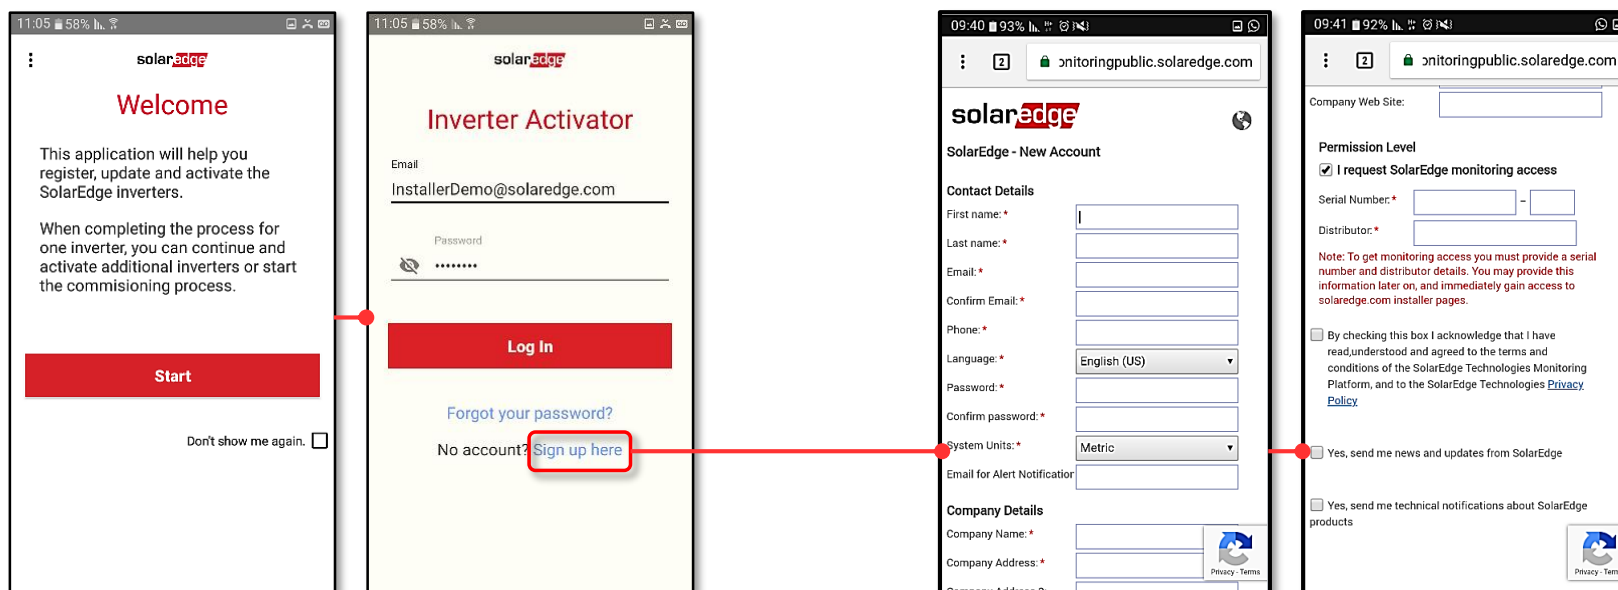 11:05 58%
solaredge
Welcome
This application will help you
register, update and activate the
SolarEdge inverters.
When completing the process for
one inverter, you can continue and
activate additional inverters or start
the commisioning process.
Start
Don't show me again.
11:05 58%
solaredge
Inverter Activator
Email
InstallerDemo@solaredge.com
Password
••••••••
Log In
Forgot your password?
No account? Sign up here
09:40 93%
2
onitoringpublic.solaredge.com
solaredge
SolarEdge - New Account
Contact Details
First name: *
Last name: *
Email: *
Confirm Email: *
Phone: *
Language: * English (US)
Password: *
Confirm password: *
System Units: * Metric
Email for Alert Notification
Company Details
Company Name: *
Company Address: *
Company Address 2:
Privacy - Terms
09:41 92%
2
onitoringpublic.solaredge.com
Company Web Site:
Permission Level
I request SolarEdge monitoring access
Serial Number: * –
Distributor: *
Note: To get monitoring access you must provide a serial
number and distributor details. You may provide this
information later on, and immediately gain access to
solaredge.com installer pages.
By checking this box I acknowledge that I have
read,understood and agreed to the terms and
conditions of the SolarEdge Technologies Monitoring
Platform, and to the SolarEdge Technologies Privacy
Policy
Yes, send me news and updates from SolarEdge
Yes, send me technical notifications about SolarEdge
products
Privacy - Term